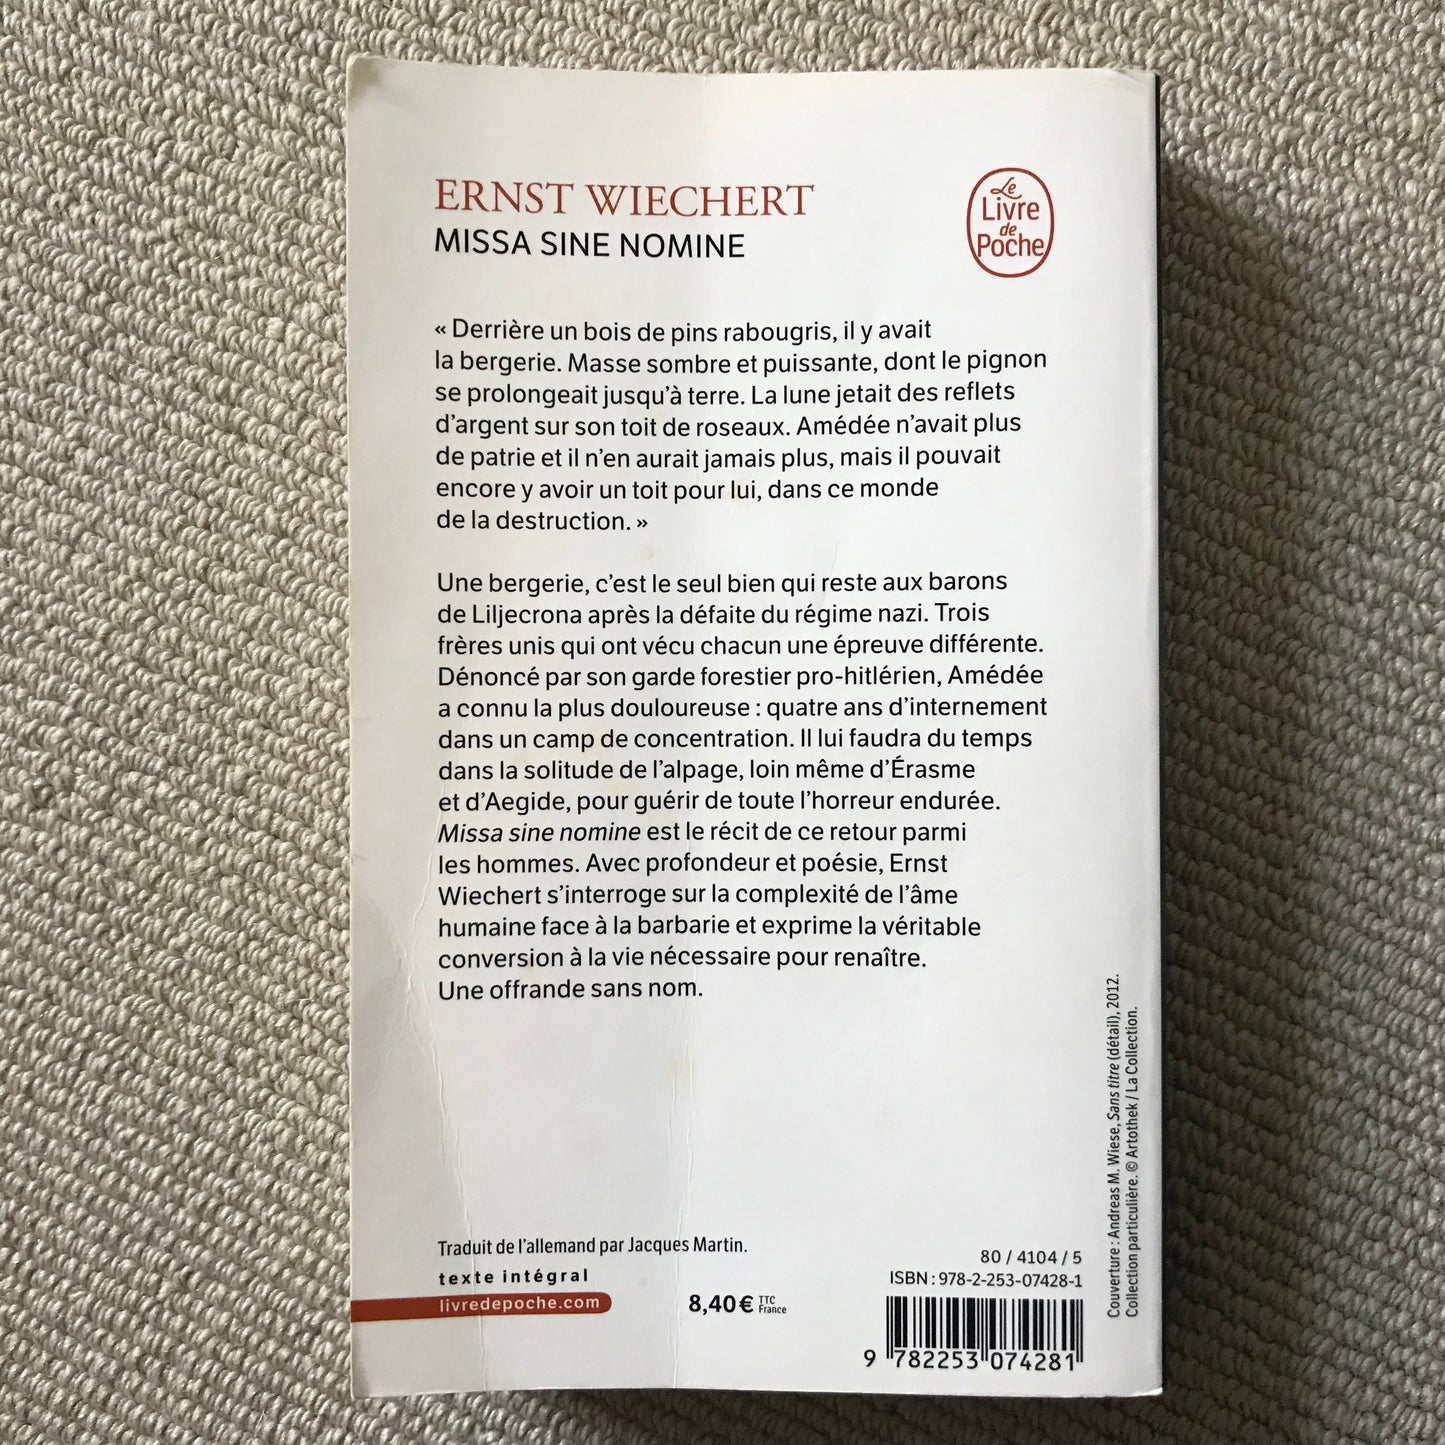 ERNST WIECHERT
MISSA SINE NOMINE
Le
Livre
de
Poche
« Derrière un bois de pins rabougris, il y avait
la bergerie. Masse sombre et puissante, dont le pignon
se prolongeait jusqu’à terre. La lune jetait des reflets
d’argent sur son toit de roseaux. Amédée n’avait plus
de patrie et il n’en aurait jamais plus, mais il pouvait
encore y avoir un toit pour lui, dans ce monde
de la destruction. »
Une bergerie, c’est le seul bien qui reste aux barons
de Liljecrona après la défaite du régime nazi. Trois
frères unis qui ont vécu chacun une épreuve différente.
Dénoncé par son garde forestier pro-hitlérien, Amédée
a connu la plus douloureuse : quatre ans d’internement
dans un camp de concentration. Il lui faudra du temps
dans la solitude de l’alpage, loin même d’Érasme
et d’Aegide, pour guérir de toute l’horreur endurée.
Missa sine nomine est le récit de ce retour parmi
les hommes. Avec profondeur et poésie, Ernst
Wiechert s’interroge sur la complexité de l’âme
humaine face à la barbarie et exprime la véritable
conversion à la vie nécessaire pour renaître.
Une offrande sans nom.
Couverture : Andreas M. Wiese, Sans titre (détail), 2012.
Collection particulière. © Artothek / La Collection.
Traduit de l’allemand par Jacques Martin.
texte intégral
livredepoche.com
8,40 € TTC
France
80 / 4104 / 5
ISBN : 978-2-253-07428-1
9 782253 074281